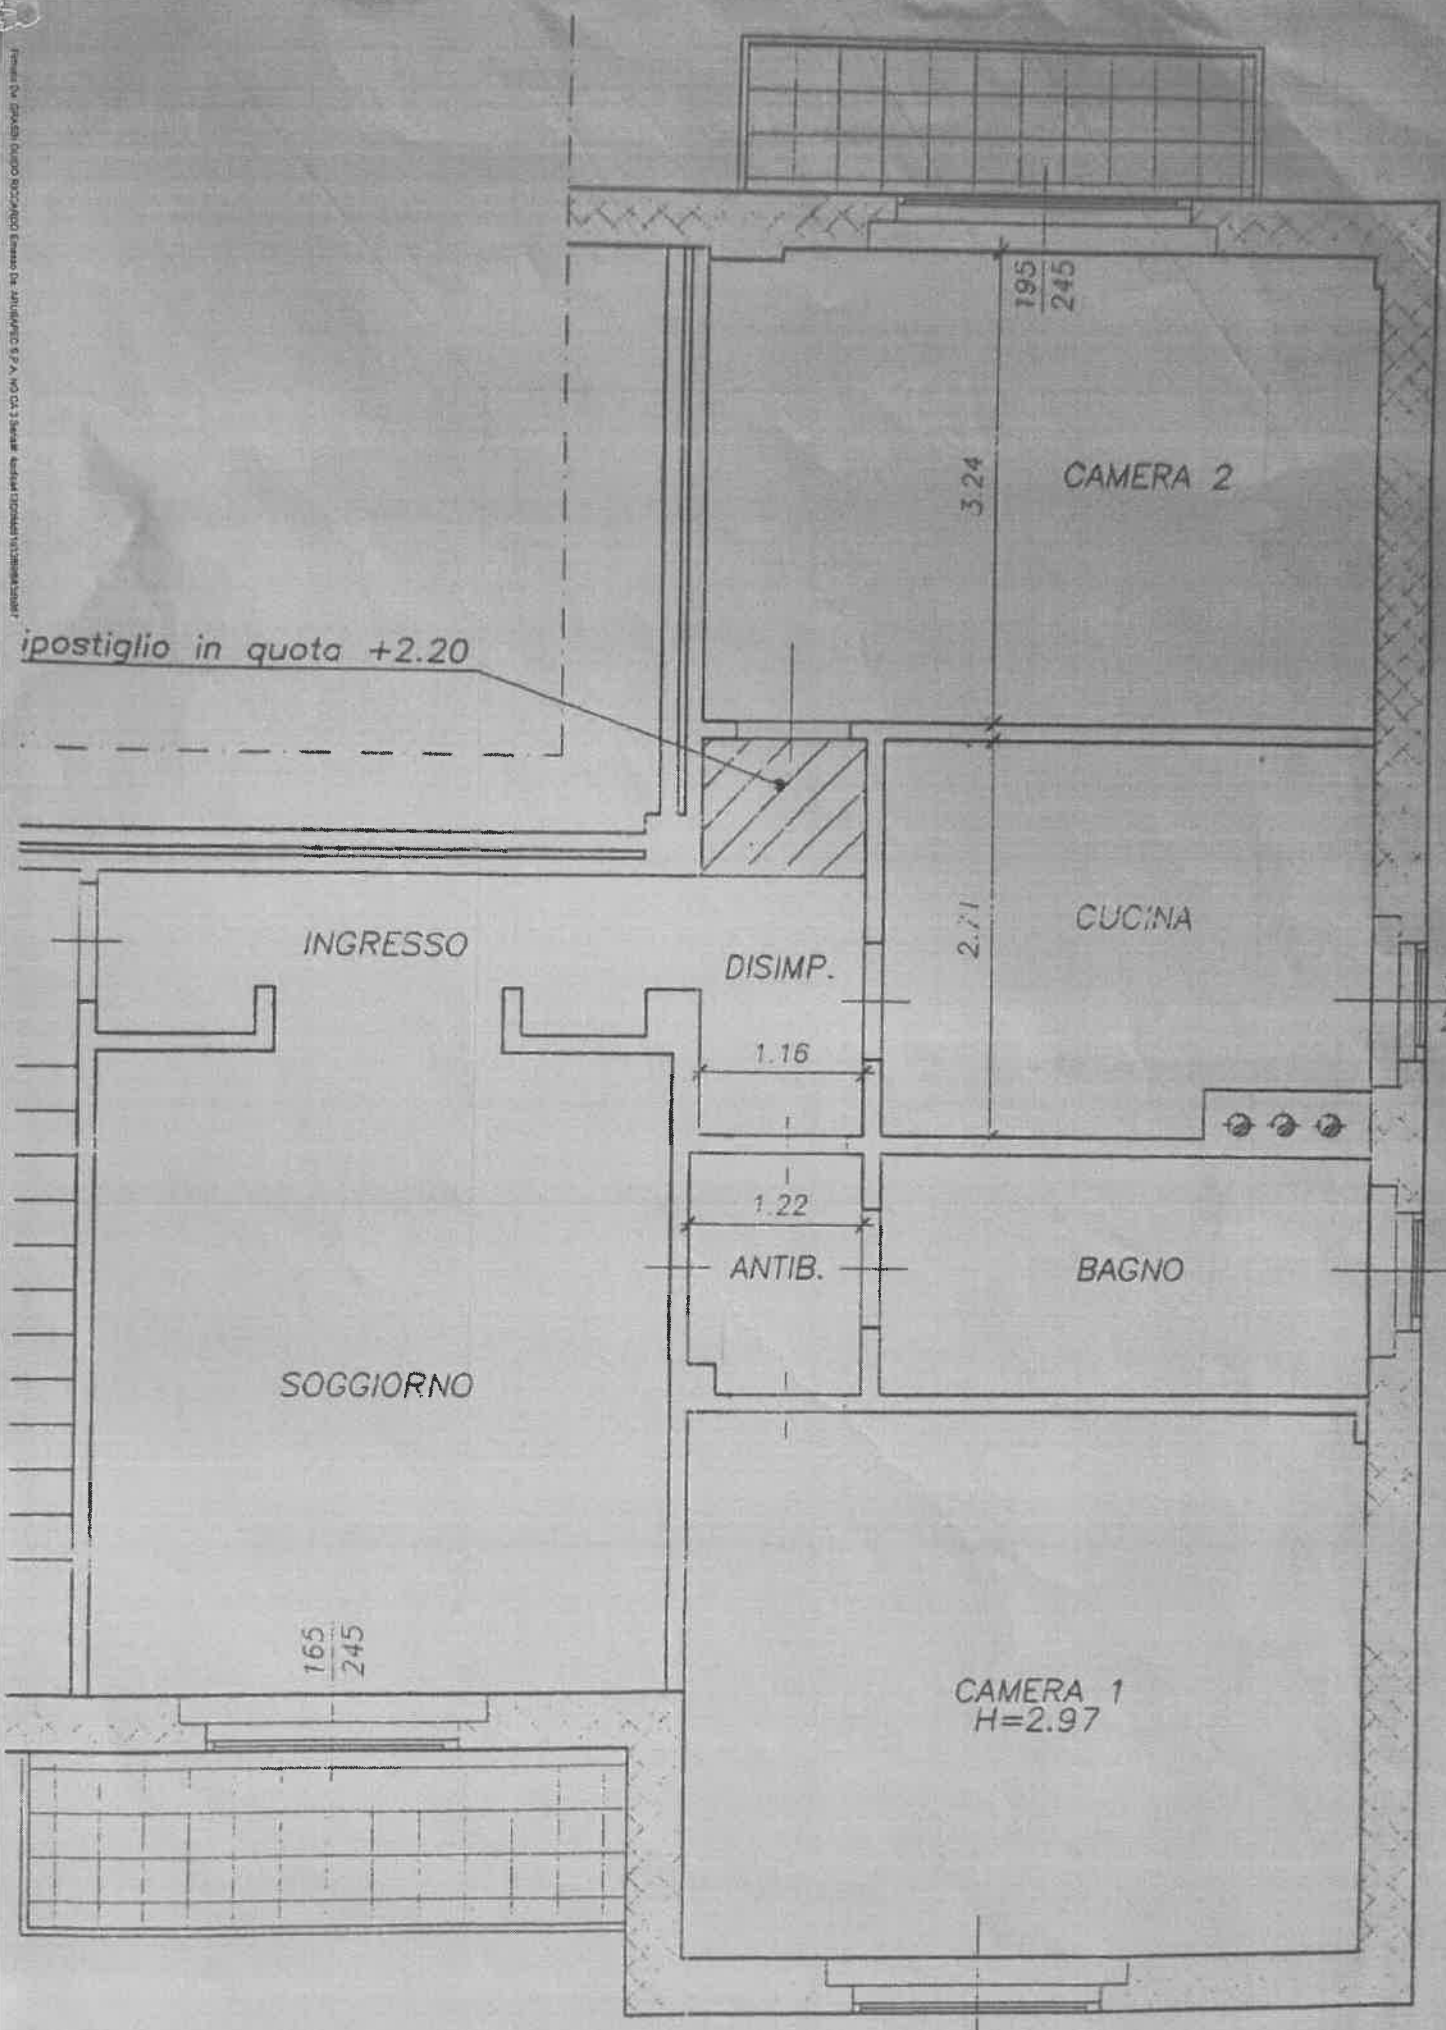 195
245
CAMERA 2
3.24
ipostiglio in quota +2.20
INGRESSO
DISIMP.
2.71
CUCINA
1.16
1.22
ANTIB.
BAGNO
SOGGIORNO
165
245
CAMERA 1
H=2.97